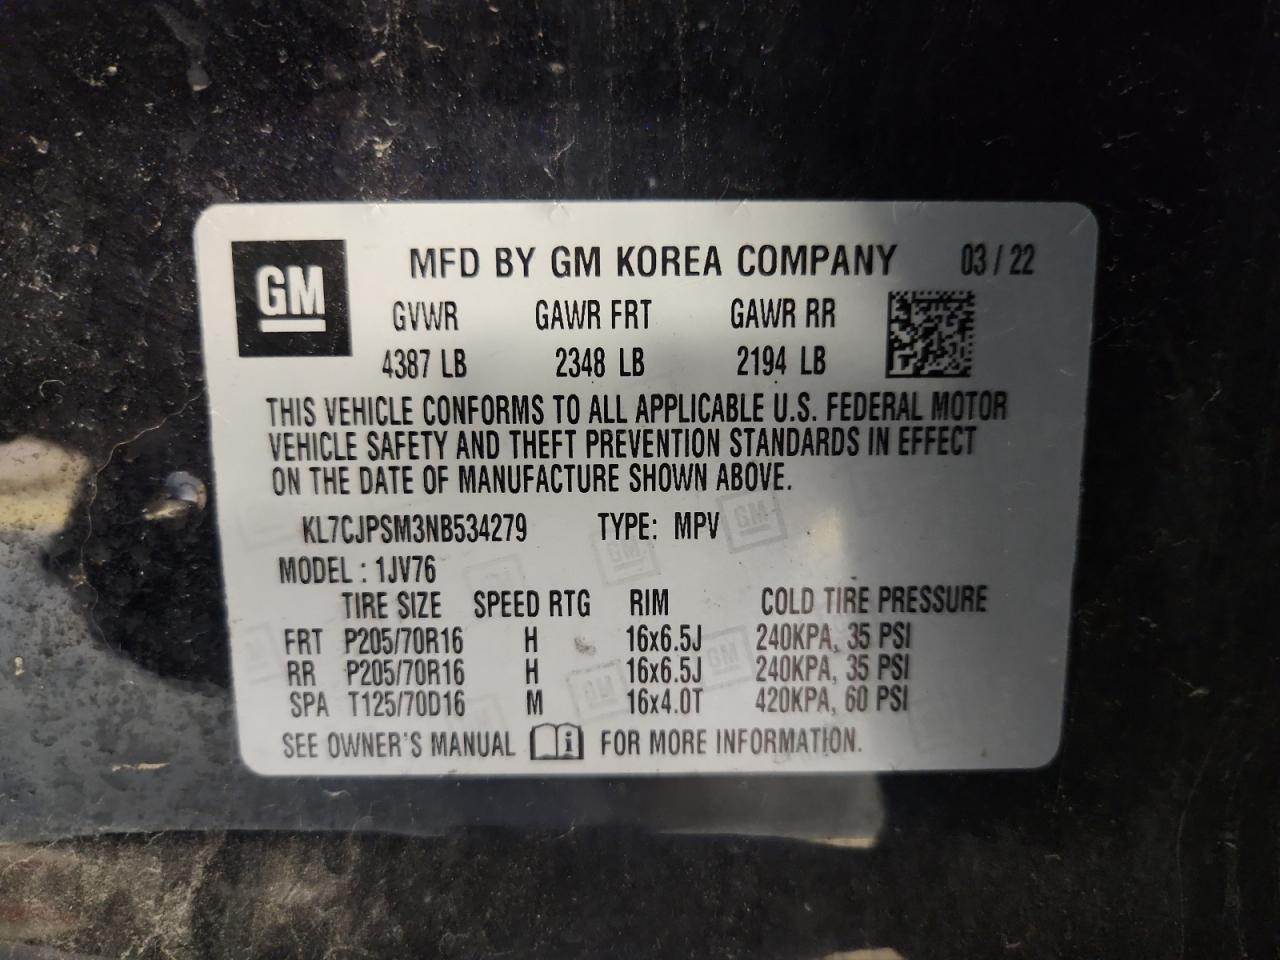 GM
MFD BY GM KOREA COMPANY 03 / 22
GVWR GAWR FRT GAWR RR
4387 LB 2348 LB 2194 LB
THIS VEHICLE CONFORMS TO ALL APPLICABLE U.S. FEDERAL MOTOR
VEHICLE SAFETY AND THEFT PREVENTION STANDARDS IN EFFECT
ON THE DATE OF MANUFACTURE SHOWN ABOVE.
KL7CJPSM3NB534279 TYPE: MPV
MODEL : 1JV76
TIRE SIZE SPEED RTG RIM COLD TIRE PRESSURE
FRT P205/70R16 H 16x6.5J 240KPA, 35 PSI
RR P205/70R16 H 16x6.5J 240KPA, 35 PSI
SPA T125/70D16 M 16x4.0T 420KPA, 60 PSI
SEE OWNER'S MANUAL i FOR MORE INFORMATION.